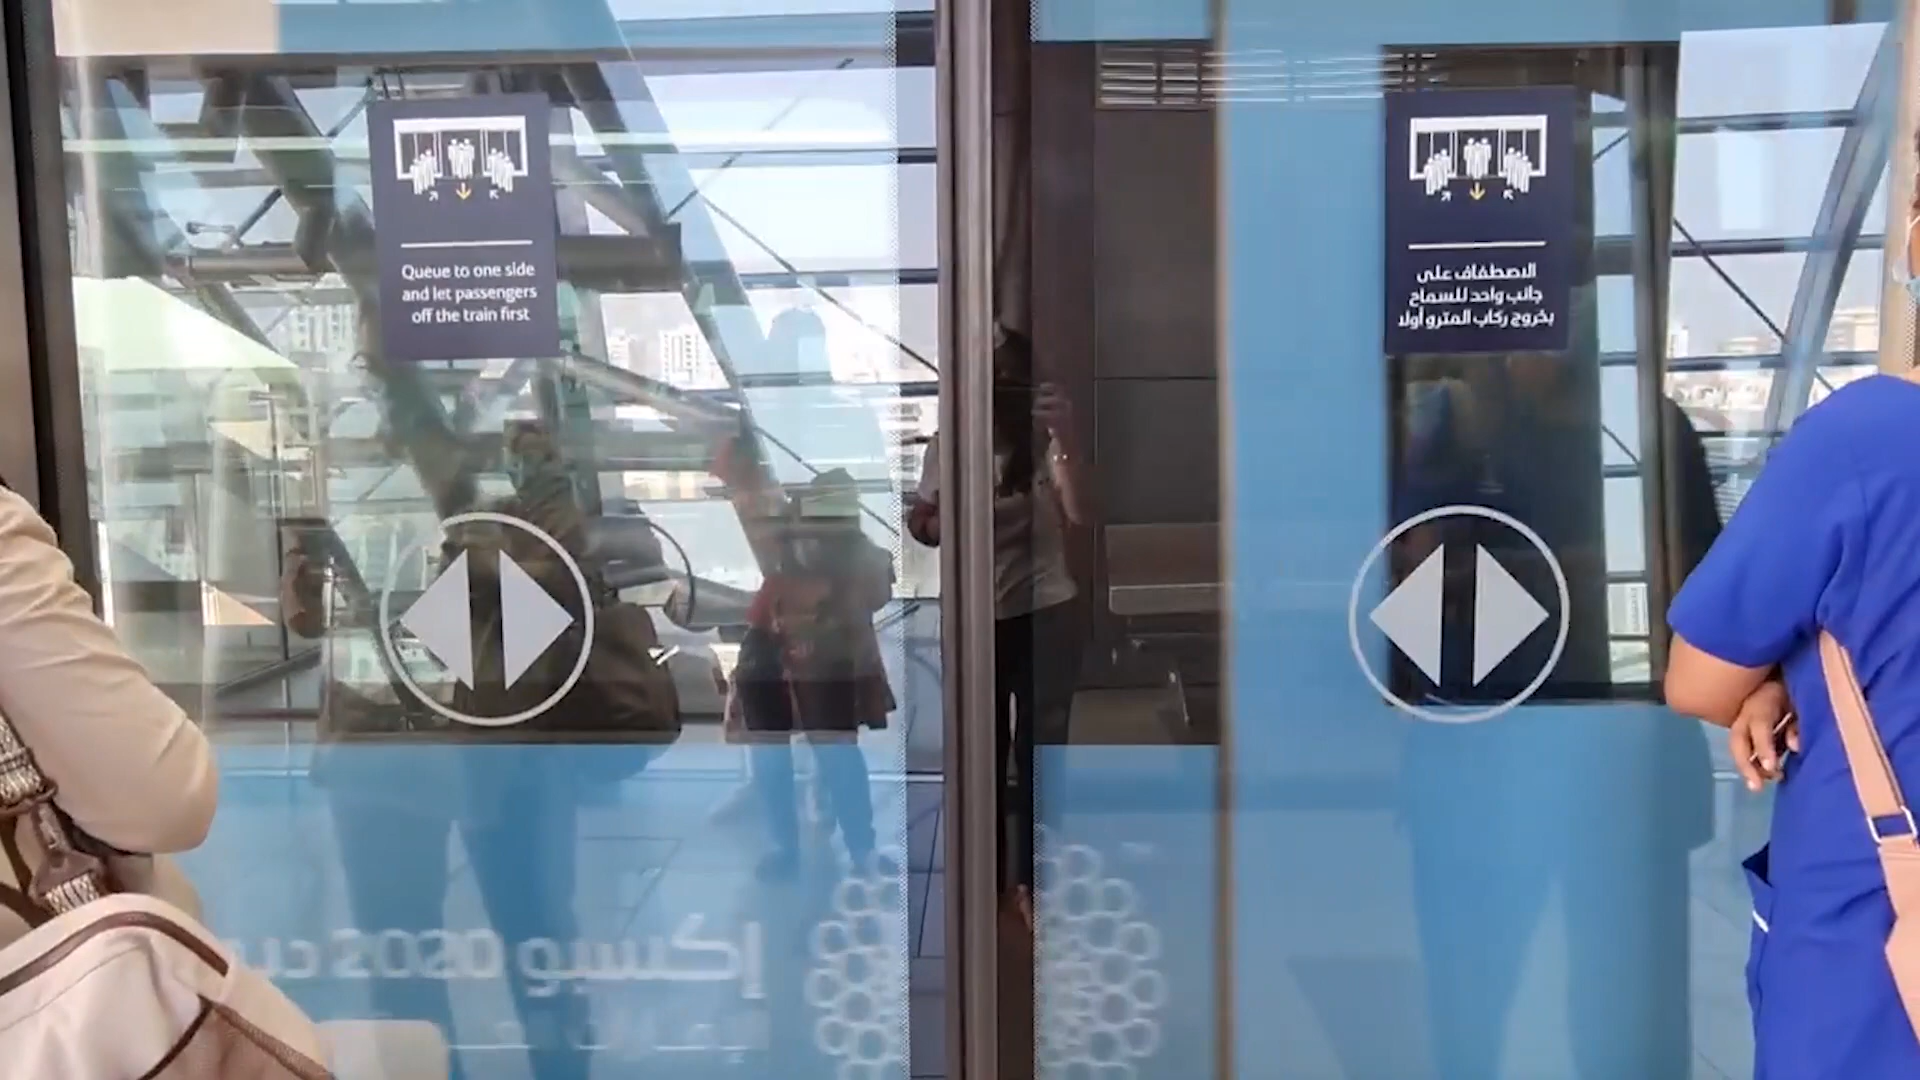 Queue to one side
and let passengers
off the train first
الاصطفاف على
جانب واحد للسماح
بخروج ركاب المترو أولا
إكسبو 2020